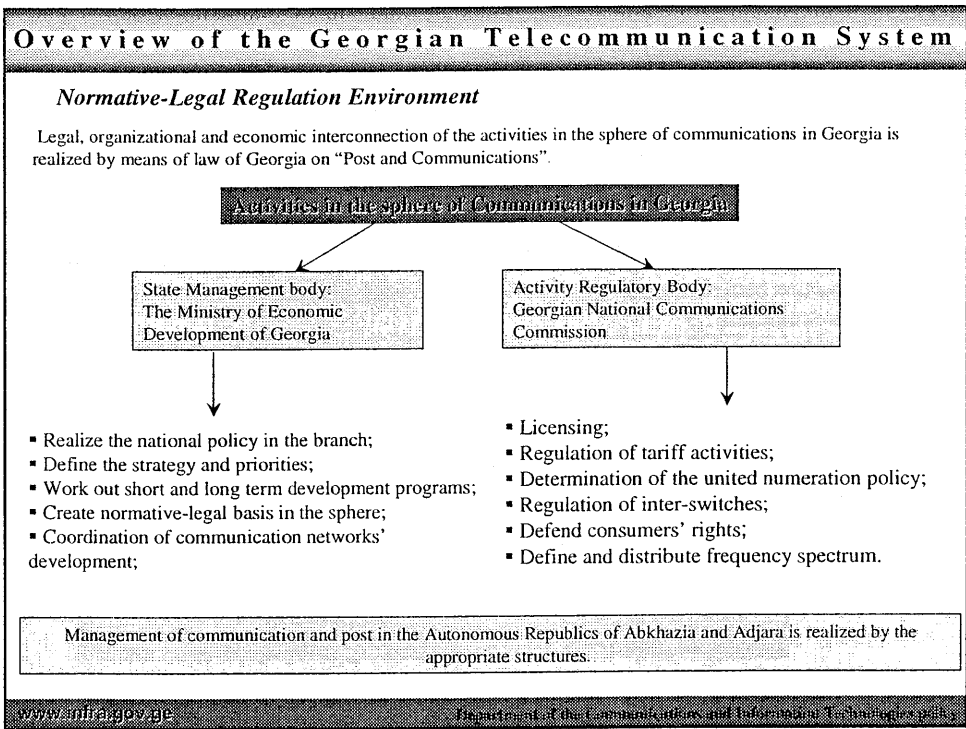 Overview of the Georgian Telecommunication System
Normative-Legal Regulation Environment
Legal, organizational and economic interconnection of the activities in the sphere of communications in Georgia is
realized by means of law of Georgia on “Post and Communications”.
Activities in the sphere of Communications in Georgia
State Management body:
The Ministry of Economic
Development of Georgia
Activity Regulatory Body:
Georgian National Communications
Commission
▪ Realize the national policy in the branch;
▪ Define the strategy and priorities;
▪ Work out short and long term development programs;
▪ Create normative-legal basis in the sphere;
▪ Coordination of communication networks’
development;
▪ Licensing;
▪ Regulation of tariff activities;
▪ Determination of the united numeration policy;
▪ Regulation of inter-switches;
▪ Defend consumers’ rights;
▪ Define and distribute frequency spectrum.
Management of communication and post in the Autonomous Republics of Abkhazia and Adjara is realized by the
appropriate structures.
www.infra.gov.ge
Department of the Communications and Information Technologies policy